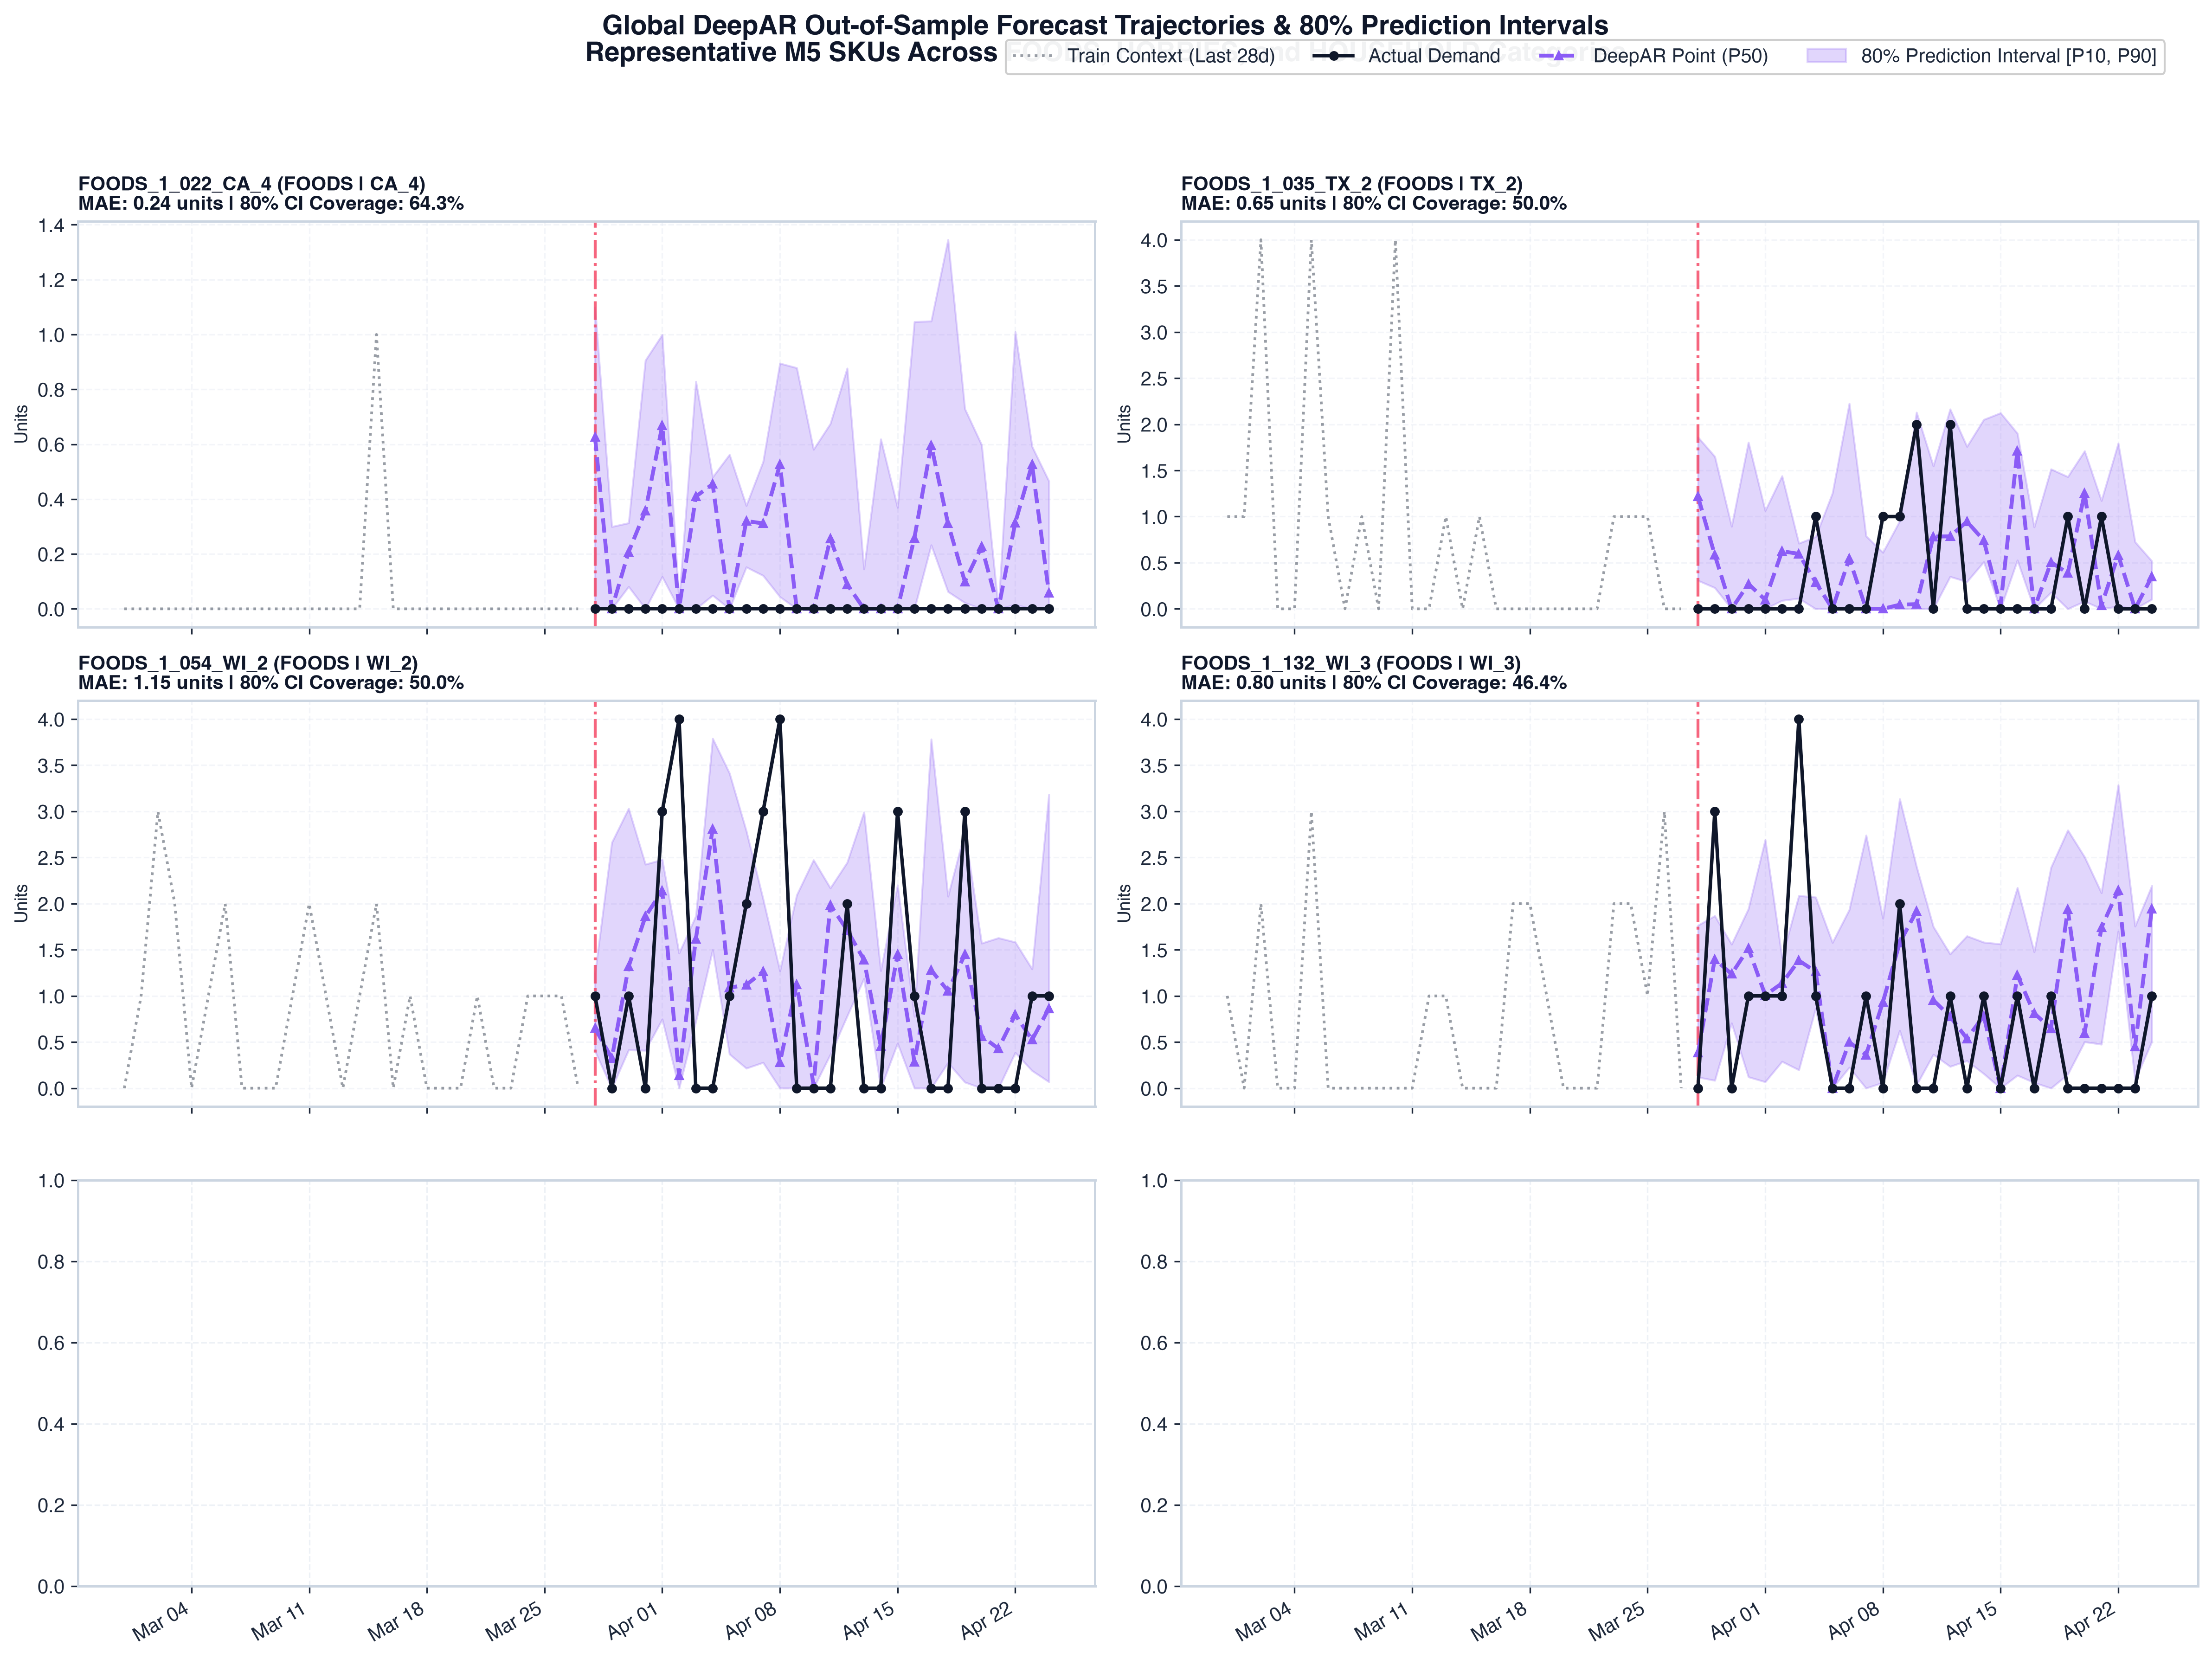 Global DeepAR Out-of-Sample Forecast Trajectories & 80% Prediction Intervals
Representative M5 SKUs Across FOODS, HOBBIES, and HOUSEHOLD Categories
Train Context (Last 28d) Actual Demand DeepAR Point (P50) 80% Prediction Interval [P10, P90]
FOODS_1_022_CA_4 (FOODS | CA_4)
MAE: 0.24 units | 80% CI Coverage: 64.3%
1.4
1.2
1.0
0.8
0.6
0.4
0.2
0.0
Units
FOODS_1_035_TX_2 (FOODS | TX_2)
MAE: 0.65 units | 80% CI Coverage: 50.0%
4.0
3.5
3.0
2.5
2.0
1.5
1.0
0.5
0.0
Units
FOODS_1_054_WI_2 (FOODS | WI_2)
MAE: 1.15 units | 80% CI Coverage: 50.0%
4.0
3.5
3.0
2.5
2.0
1.5
1.0
0.5
0.0
Units
FOODS_1_132_WI_3 (FOODS | WI_3)
MAE: 0.80 units | 80% CI Coverage: 46.4%
4.0
3.5
3.0
2.5
2.0
1.5
1.0
0.5
0.0
Units
1.0
0.8
0.6
0.4
0.2
0.0
Mar 04 Mar 11 Mar 18 Mar 25 Apr 01 Apr 08 Apr 15 Apr 22
1.0
0.8
0.6
0.4
0.2
0.0
Mar 04 Mar 11 Mar 18 Mar 25 Apr 01 Apr 08 Apr 15 Apr 22